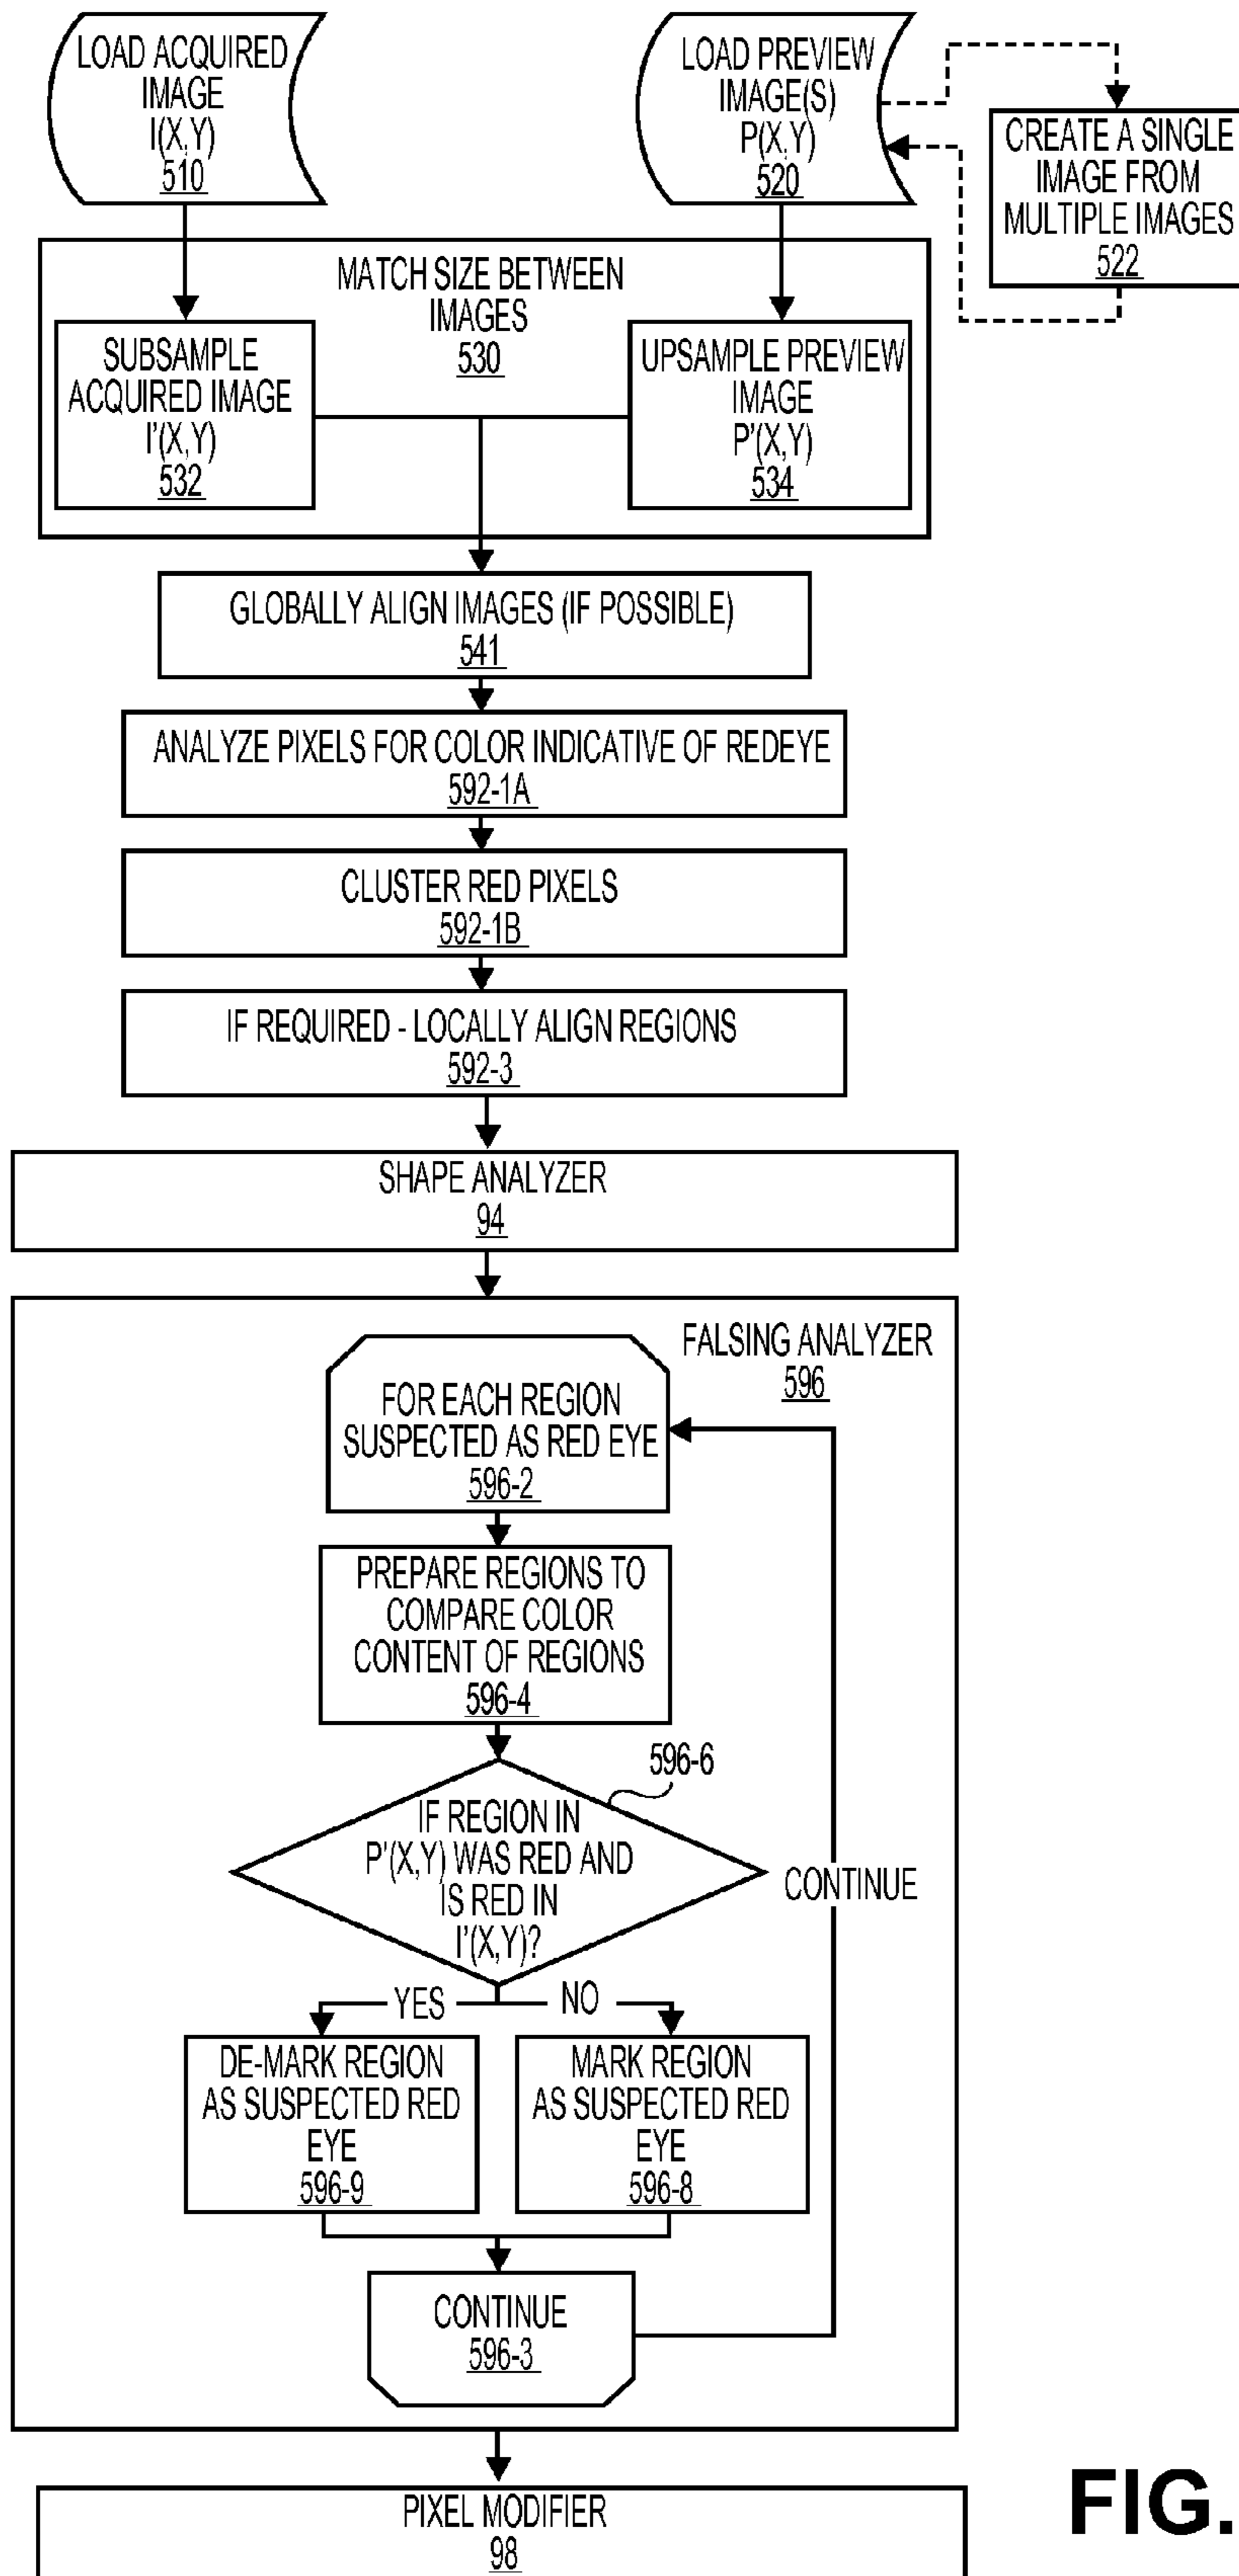 LOAD ACQUIRED
IMAGE
I(X,Y)
510
LOAD PREVIEW
IMAGE(S)
P(X,Y)
520
CREATE A SINGLE
IMAGE FROM
MULTIPLE IMAGES
522
MATCH SIZE BETWEEN
IMAGES
530
SUBSAMPLE
ACQUIRED IMAGE
I'(X,Y)
532
UPSAMPLE PREVIEW
IMAGE
P'(X,Y)
534
GLOBALLY ALIGN IMAGES (IF POSSIBLE)
541
ANALYZE PIXELS FOR COLOR INDICATIVE OF REDEYE
592-1A
CLUSTER RED PIXELS
592-1B
IF REQUIRED - LOCALLY ALIGN REGIONS
592-3
SHAPE ANALYZER
94
FALSING ANALYZER
596
FOR EACH REGION
SUSPECTED AS RED EYE
596-2
PREPARE REGIONS TO
COMPARE COLOR
CONTENT OF REGIONS
596-4
596-6
IF REGION IN
P'(X,Y) WAS RED AND
IS RED IN
I'(X,Y)?
CONTINUE
YES
NO
DE-MARK REGION
AS SUSPECTED RED
EYE
596-9
MARK REGION
AS SUSPECTED RED
EYE
596-8
CONTINUE
596-3
PIXEL MODIFIER
98
FIG.